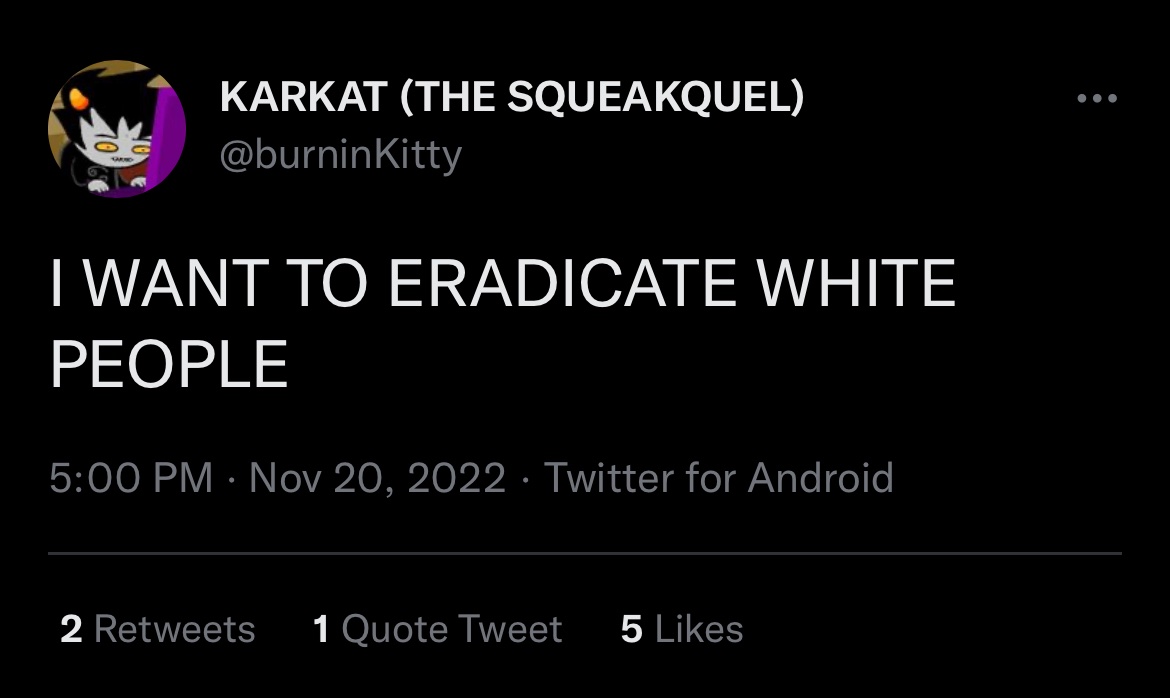 KARKAT (THE SQUEAKQUEL)
@burninKitty
I WANT TO ERADICATE WHITE
PEOPLE
5:00 PM · Nov 20, 2022 · Twitter for Android
2 Retweets 1 Quote Tweet 5 Likes